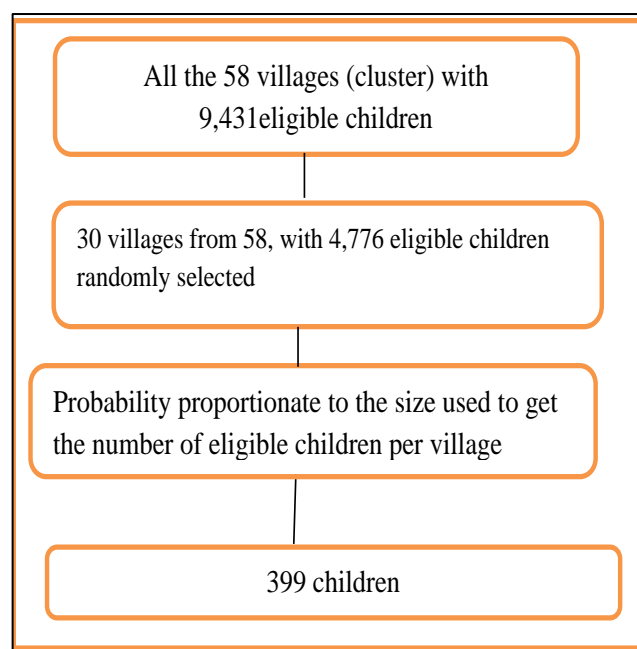 All the 58 villages (cluster) with
9,431eligible children
30 villages from 58, with 4,776 eligible children
randomly selected
Probability proportionate to the size used to get
the number of eligible children per village
399 children